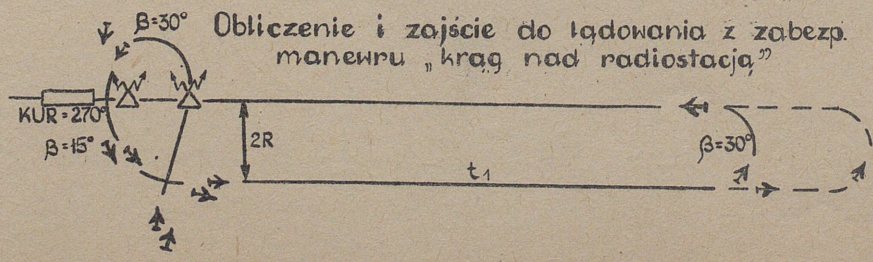 β=30°
Obliczenie i zajście do lądowania z zabezp.
manewru „krąg nad radiostacją”
KUR=270°
β=15°
2R
t₁
β=30°